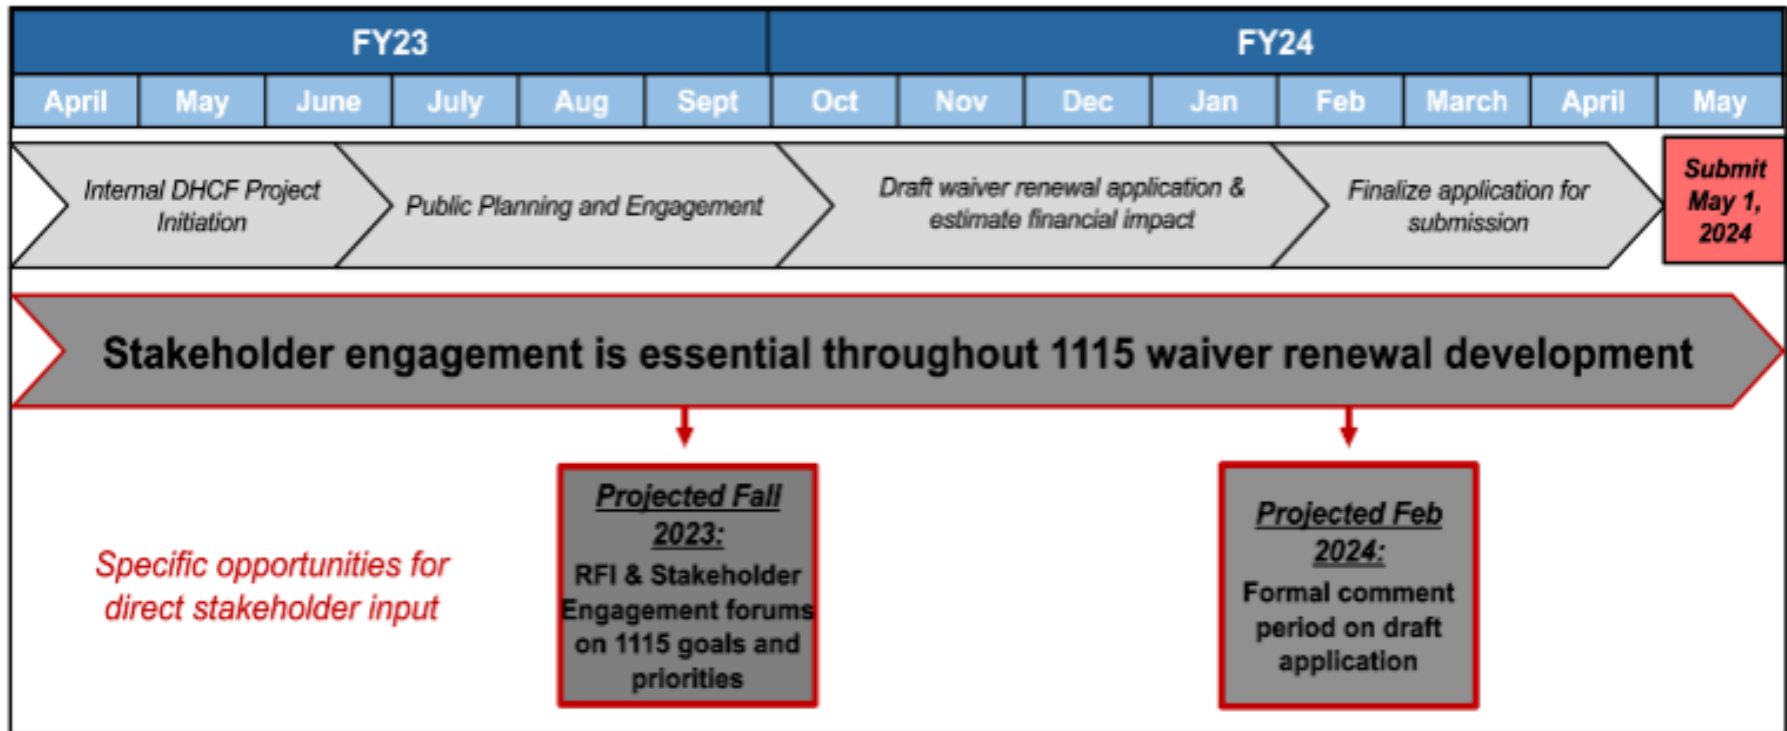 FY23 FY24
April May June July Aug Sept Oct Nov Dec Jan Feb March April May
Internal DHCF Project
Initiation
Public Planning and Engagement
Draft waiver renewal application &
estimate financial impact
Finalize application for
submission
Submit
May 1,
2024
Stakeholder engagement is essential throughout 1115 waiver renewal development
Specific opportunities for
direct stakeholder input
Projected Fall
2023:
RFI & Stakeholder
Engagement forums
on 1115 goals and
priorities
Projected Feb
2024:
Formal comment
period on draft
application